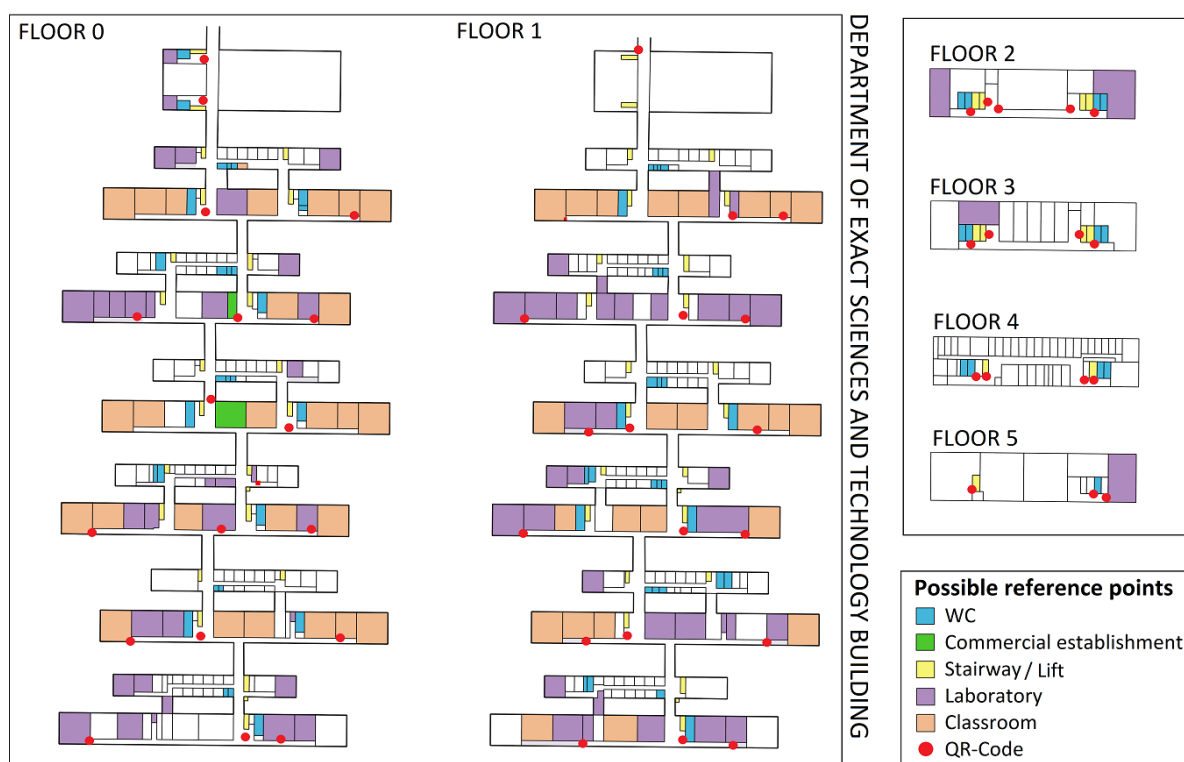 FLOOR 0
FLOOR 1
DEPARTMENT OF EXACT SCIENCES AND TECHNOLOGY BUILDING
FLOOR 2
FLOOR 3
FLOOR 4
FLOOR 5
Possible reference points
WC
Commercial establishment
Stairway / Lift
Laboratory
Classroom
QR-Code